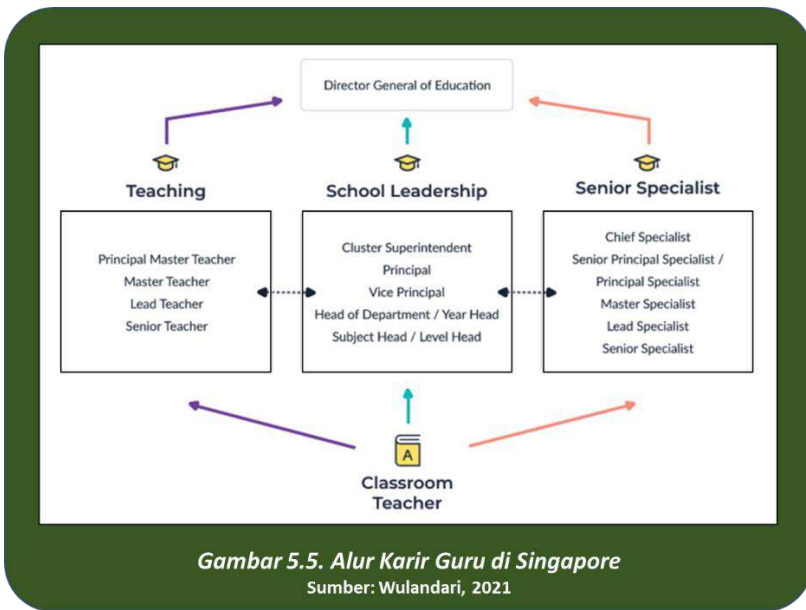 Director General of Education
Teaching
School Leadership
Senior Specialist
Principal Master Teacher
Master Teacher
Lead Teacher
Senior Teacher
Cluster Superintendent
Principal
Vice Principal
Head of Department / Year Head
Subject Head / Level Head
Chief Specialist
Senior Principal Specialist /
Principal Specialist
Master Specialist
Lead Specialist
Senior Specialist
A
Classroom
Teacher
Gambar 5.5. Alur Karir Guru di Singapore
Sumber: Wulandari, 2021